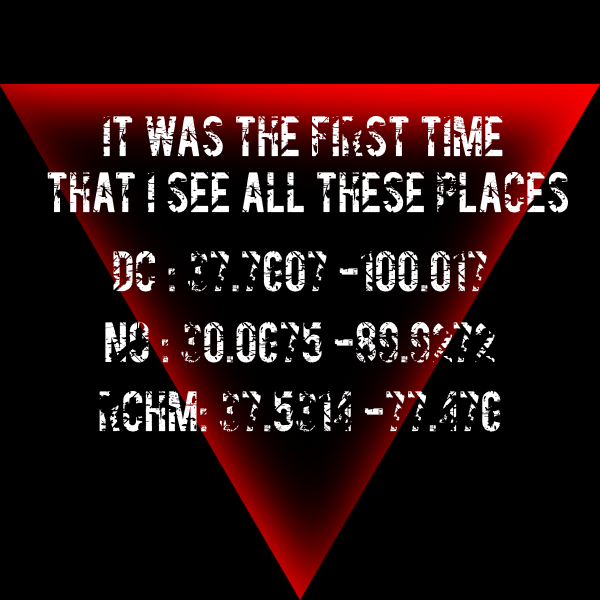 IT WAS THE FIRST TIME
THAT I SEE ALL THESE PLACES
DC : 37.7607 -100.017
NO : 30.0675 -89.9272
RCHM: 37.5314 -77.476